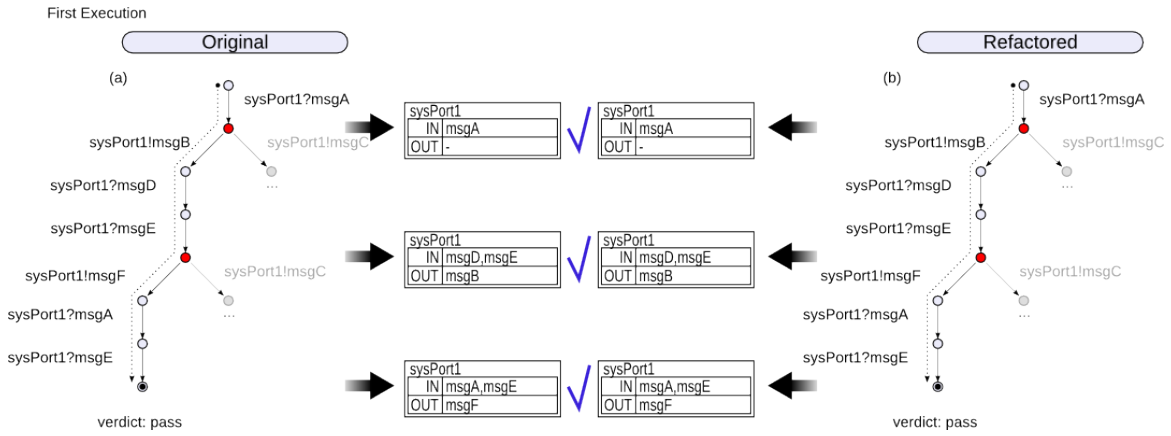 First Execution
Original
Refactored
(a)
sysPort1?msgA
sysPort1!msgB
sysPort1!msgC
...
sysPort1?msgD
sysPort1?msgE
sysPort1!msgF
sysPort1!msgC
...
sysPort1?msgA
sysPort1?msgE
verdict: pass
sysPort1
IN msgA
OUT -
sysPort1
IN msgA
OUT -
sysPort1
IN msgD,msgE
OUT msgB
sysPort1
IN msgD,msgE
OUT msgB
sysPort1
IN msgA,msgE
OUT msgF
sysPort1
IN msgA,msgE
OUT msgF
(b)
sysPort1?msgA
sysPort1!msgB
sysPort1!msgC
...
sysPort1?msgD
sysPort1?msgE
sysPort1!msgF
sysPort1!msgC
...
sysPort1?msgA
sysPort1?msgE
verdict: pass